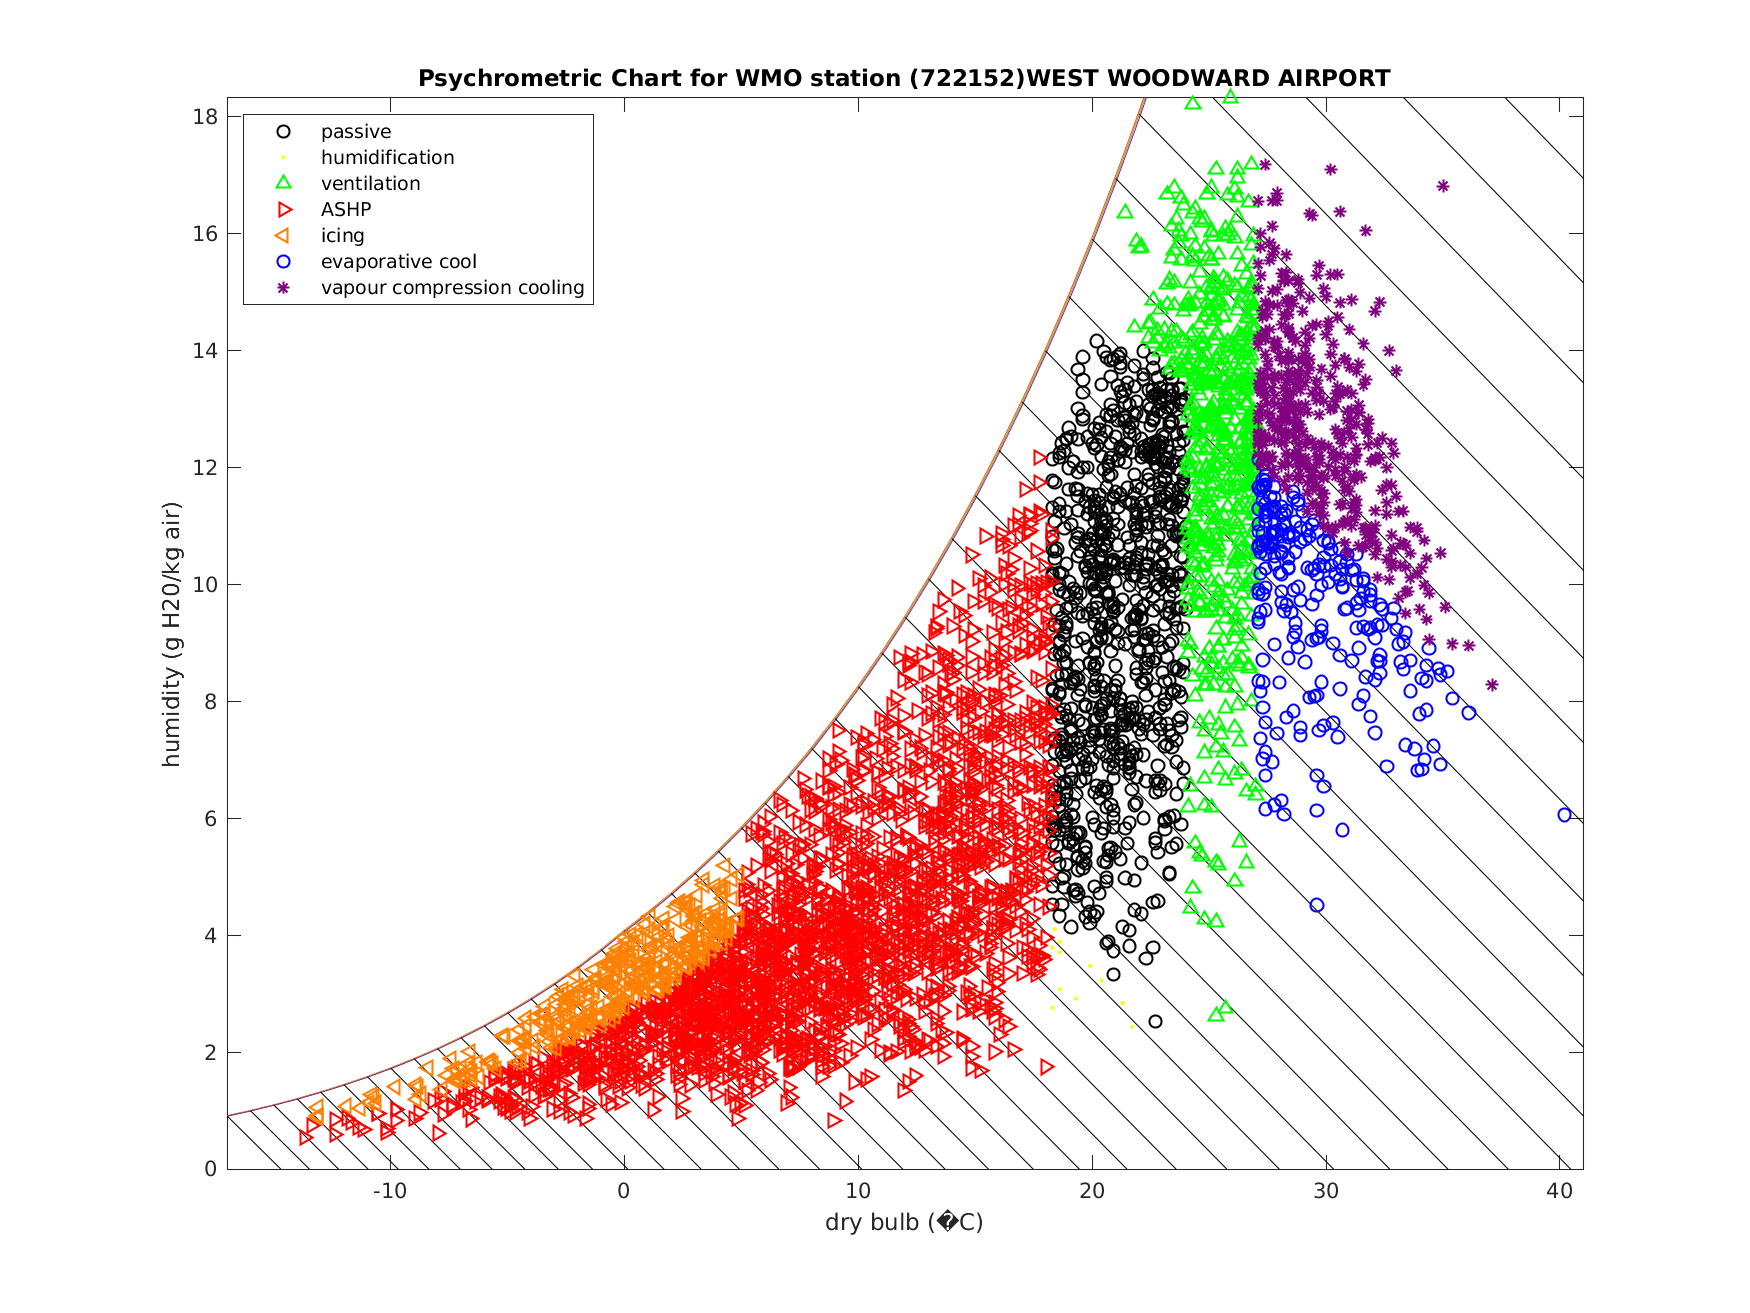 Psychrometric Chart for WMO station (722152)WEST WOODWARD AIRPORT
18
16
14
12
10
8
6
4
2
0
humidity (g H20/kg air)
passive
humidification
ventilation
ASHP
icing
evaporative cool
vapour compression cooling
-10
0
10
20
30
40
dry bulb (�C)